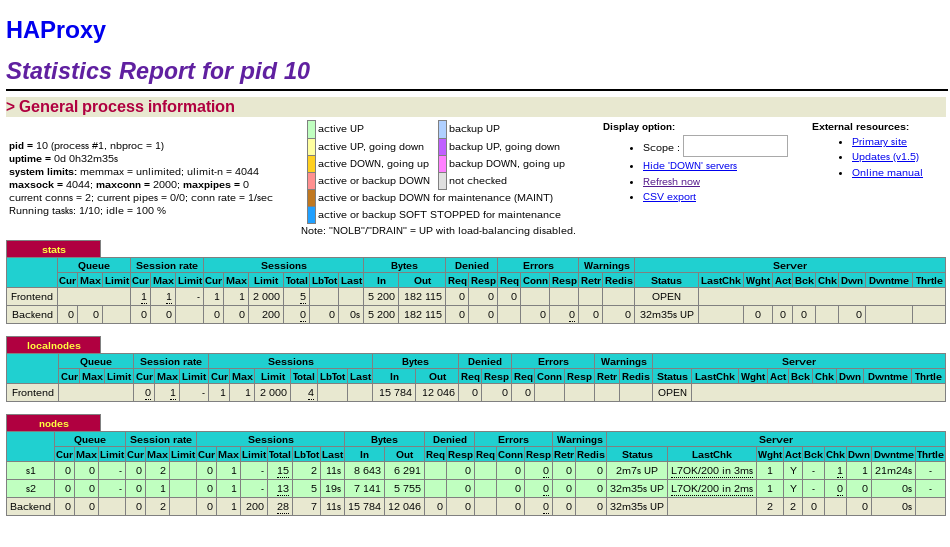 HAProxy
Statistics Report for pid 10
> General process information
pid = 10 (process #1, nbproc = 1)
uptime = 0d 0h32m35s
system limits: memmax = unlimited; ulimit-n = 4044
maxsock = 4044; maxconn = 2000; maxpipes = 0
current conns = 2; current pipes = 0/0; conn rate = 1/sec
Running tasks: 1/10; idle = 100 %
active UP backup UP
active UP, going down backup UP, going down
active DOWN, going up backup DOWN, going up
active or backup DOWN not checked
active or backup DOWN for maintenance (MAINT)
active or backup SOFT STOPPED for maintenance
Note: "NOLB"/"DRAIN" = UP with load-balancing disabled.
Display option:
• Scope :
• Hide 'DOWN' servers
• Refresh now
• CSV export
External resources:
• Primary site
• Updates (v1.5)
• Online manual
stats
Queue Session rate Sessions Bytes Denied Errors Warnings Server
Cur Max Limit Cur Max Limit Cur Max Limit Total LbTot Last In Out Req Resp Req Conn Resp Retr Redis Status LastChk Wght Act Bck Chk Dwn Dwntme Thrtle
Frontend 1 1 - 1 1 2 000 5 5 200 182 115 0 0 0 OPEN
Backend 0 0 0 0 0 0 200 0 0 0s 5 200 182 115 0 0 0 0 0 0 32m35s UP 0 0 0 0
localnodes
Queue Session rate Sessions Bytes Denied Errors Warnings Server
Cur Max Limit Cur Max Limit Cur Max Limit Total LbTot Last In Out Req Resp Req Conn Resp Retr Redis Status LastChk Wght Act Bck Chk Dwn Dwntme Thrtle
Frontend 0 1 - 1 1 2 000 4 15 784 12 046 0 0 0 OPEN
nodes
Queue Session rate Sessions Bytes Denied Errors Warnings Server
Cur Max Limit Cur Max Limit Cur Max Limit Total LbTot Last In Out Req Resp Req Conn Resp Retr Redis Status LastChk Wght Act Bck Chk Dwn Dwntme Thrtle
s1 0 0 - 0 2 0 1 - 15 2 11s 8 643 6 291 0 0 0 0 0 2m7s UP L7OK/200 in 3ms 1 Y - 1 1 21m24s -
s2 0 0 - 0 2 0 1 - 13 5 19s 7 141 5 755 0 0 0 0 0 32m35s UP L7OK/200 in 2ms 1 Y - 0 0 0s -
Backend 0 0 0 2 0 1 200 28 7 11s 15 784 12 046 0 0 0 0 0 0 32m35s UP 2 2 0 0 0s